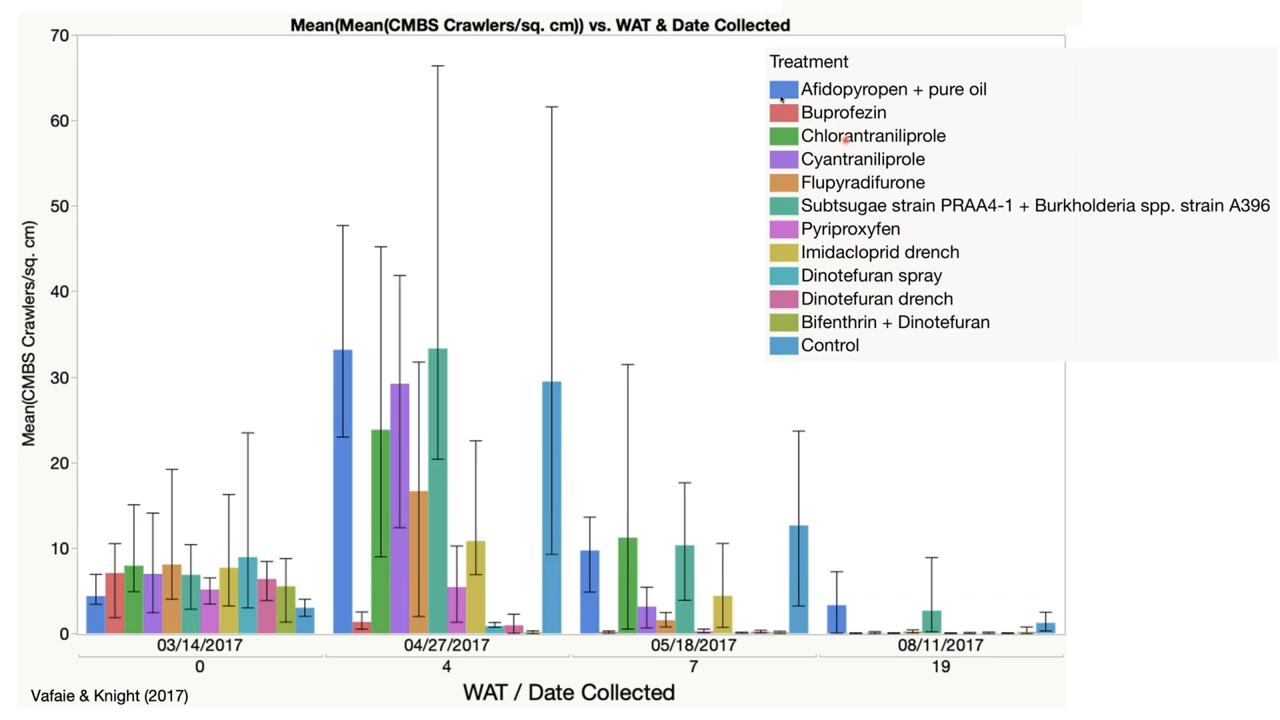 Mean(Mean(CMBS Crawlers/sq. cm)) vs. WAT & Date Collected
Mean(CMBS Crawlers/sq. cm)
70
60
50
40
30
20
10
0
Treatment
Afidopyropen + pure oil
Buprofezin
Chlorantraniliprole
Cyantraniliprole
Flupyradifurone
Subtsugae strain PRAA4-1 + Burkholderia spp. strain A396
Pyriproxyfen
Imidacloprid drench
Dinotefuran spray
Dinotefuran drench
Bifenthrin + Dinotefuran
Control
03/14/2017 04/27/2017 05/18/2017 08/11/2017
0 4 7 19
WAT / Date Collected
Vafaie & Knight (2017)